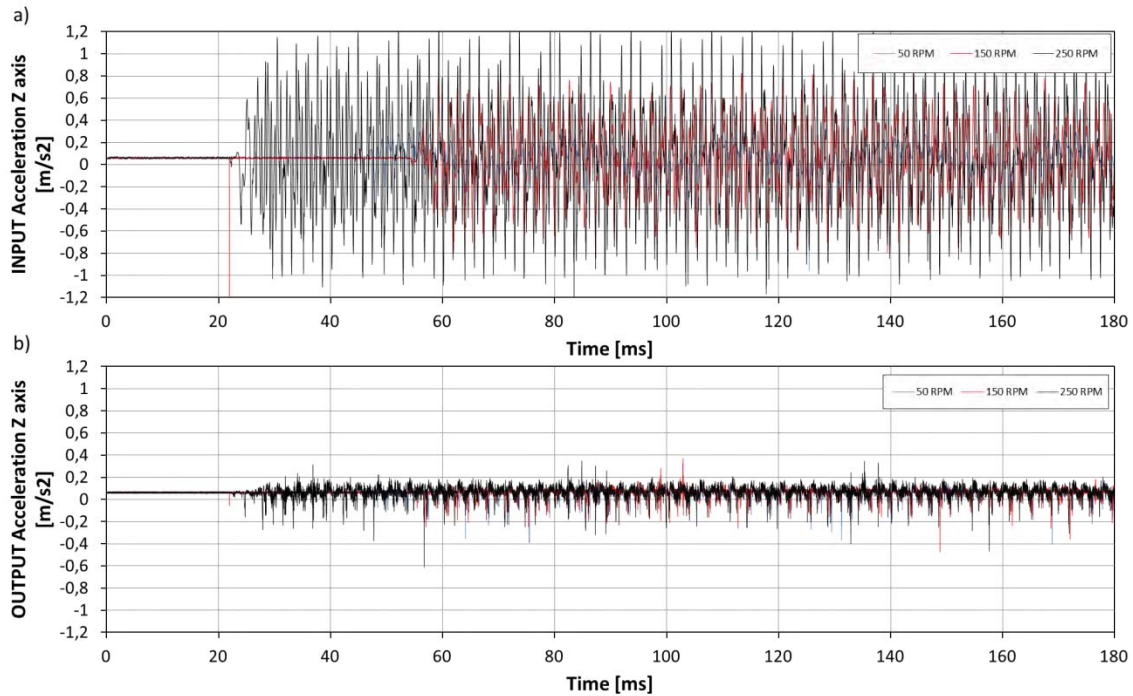 a)
INPUT Acceleration Z axis
[m/s2]
1,2
1
0,8
0,6
0,4
0,2
0
-0,2
-0,4
-0,6
-0,8
-1
-1,2
50 RPM 150 RPM 250 RPM
0 20 40 60 80 100 120 140 160 180
Time [ms]
b)
OUTPUT Acceleration Z axis
[m/s2]
1,2
1
0,8
0,6
0,4
0,2
0
-0,2
-0,4
-0,6
-0,8
-1
-1,2
50 RPM 150 RPM 250 RPM
0 20 40 60 80 100 120 140 160 180
Time [ms]